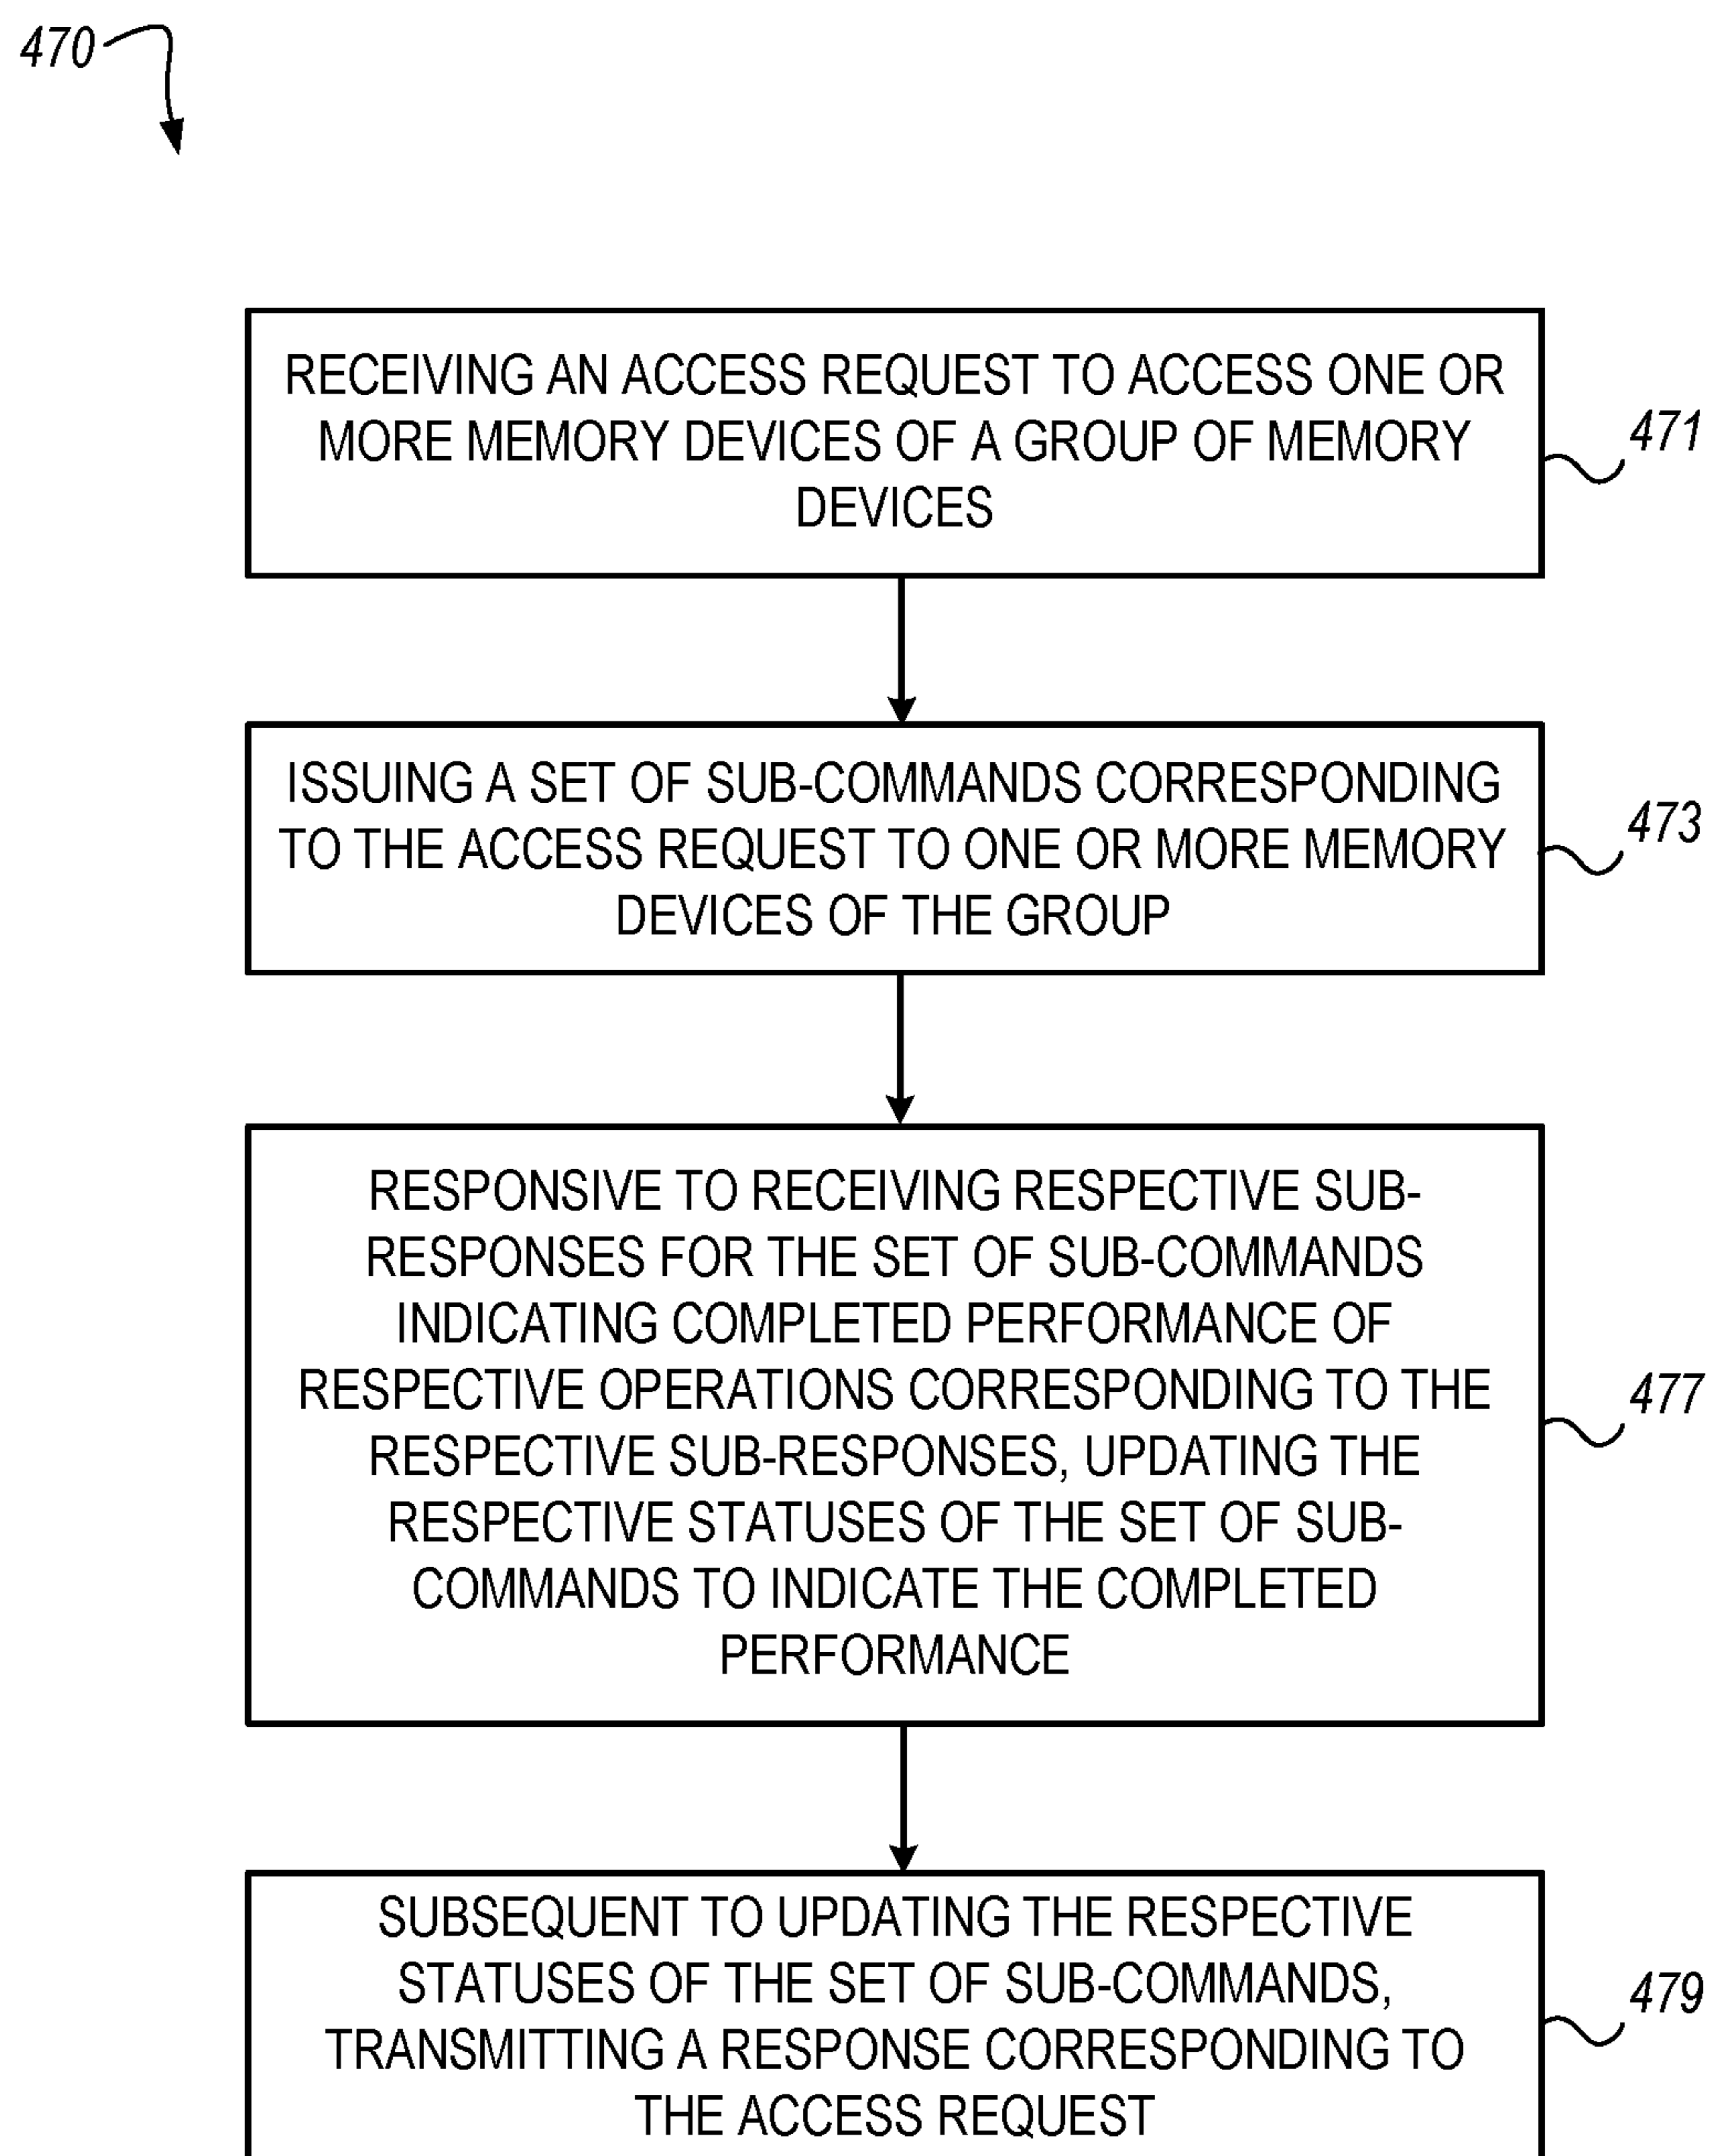 470
RECEIVING AN ACCESS REQUEST TO ACCESS ONE OR
MORE MEMORY DEVICES OF A GROUP OF MEMORY
DEVICES
471
ISSUING A SET OF SUB-COMMANDS CORRESPONDING
TO THE ACCESS REQUEST TO ONE OR MORE MEMORY
DEVICES OF THE GROUP
473
RESPONSIVE TO RECEIVING RESPECTIVE SUB-
RESPONSES FOR THE SET OF SUB-COMMANDS
INDICATING COMPLETED PERFORMANCE OF
RESPECTIVE OPERATIONS CORRESPONDING TO THE
RESPECTIVE SUB-RESPONSES, UPDATING THE
RESPECTIVE STATUSES OF THE SET OF SUB-
COMMANDS TO INDICATE THE COMPLETED
PERFORMANCE
477
SUBSEQUENT TO UPDATING THE RESPECTIVE
STATUSES OF THE SET OF SUB-COMMANDS,
TRANSMITTING A RESPONSE CORRESPONDING TO
THE ACCESS REQUEST
479